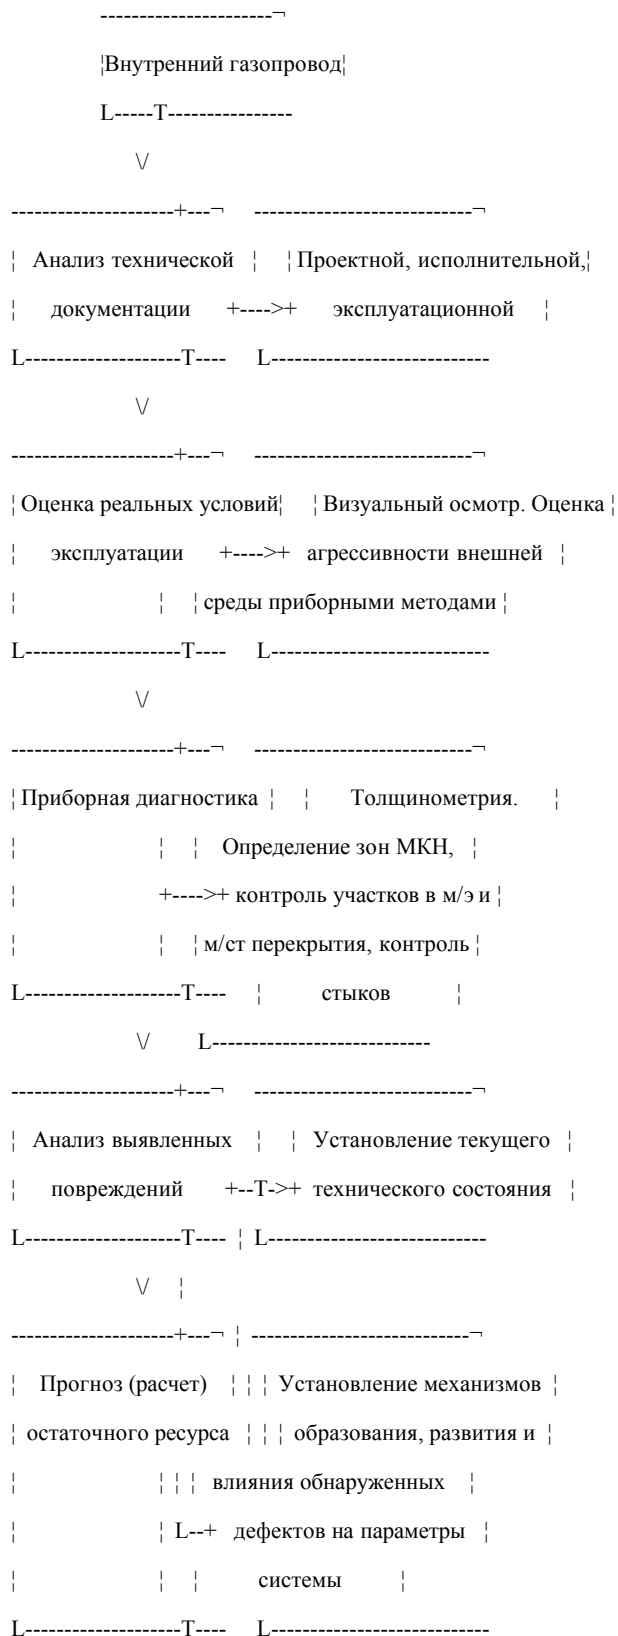 ----------------------¬
¦Внутренний газопровод¦
L-----T----------------
\/
---------------------+---¬ ----------------------------¬
¦ Анализ технической ¦ ¦Проектной, исполнительной,¦
¦ документации +---->+ эксплуатационной ¦
L--------------------T---- L----------------------------
\/
---------------------+---¬ ----------------------------¬
¦Оценка реальных условий¦ ¦Визуальный осмотр. Оценка¦
¦ эксплуатации +---->+ агрессивности внешней ¦
¦ ¦ ¦среды приборными методами¦
L--------------------T---- L----------------------------
\/
---------------------+---¬ ----------------------------¬
¦Приборная диагностика ¦ ¦ Толщинометрия. ¦
¦ ¦ ¦ Определение зон МКН, ¦
¦ +---->+ контроль участков в м/э и¦
¦ ¦ ¦м/ст перекрытия, контроль¦
L--------------------T---- ¦ стыков ¦
\/ L----------------------------
---------------------+---¬ ----------------------------¬
¦ Анализ выявленных ¦ ¦ Установление текущего ¦
¦ повреждений +--T->+ технического состояния ¦
L--------------------T---- ¦ L----------------------------
\/ ¦
---------------------+---¬ ¦ ----------------------------¬
¦ Прогноз (расчет) ¦ ¦ ¦ Установление механизмов ¦
¦ остаточного ресурса ¦ ¦ ¦ образования, развития и ¦
¦ ¦ ¦ ¦ влияния обнаруженных ¦
¦ ¦ L--+ дефектов на параметры ¦
¦ ¦ ¦ системы ¦
L--------------------T---- L----------------------------